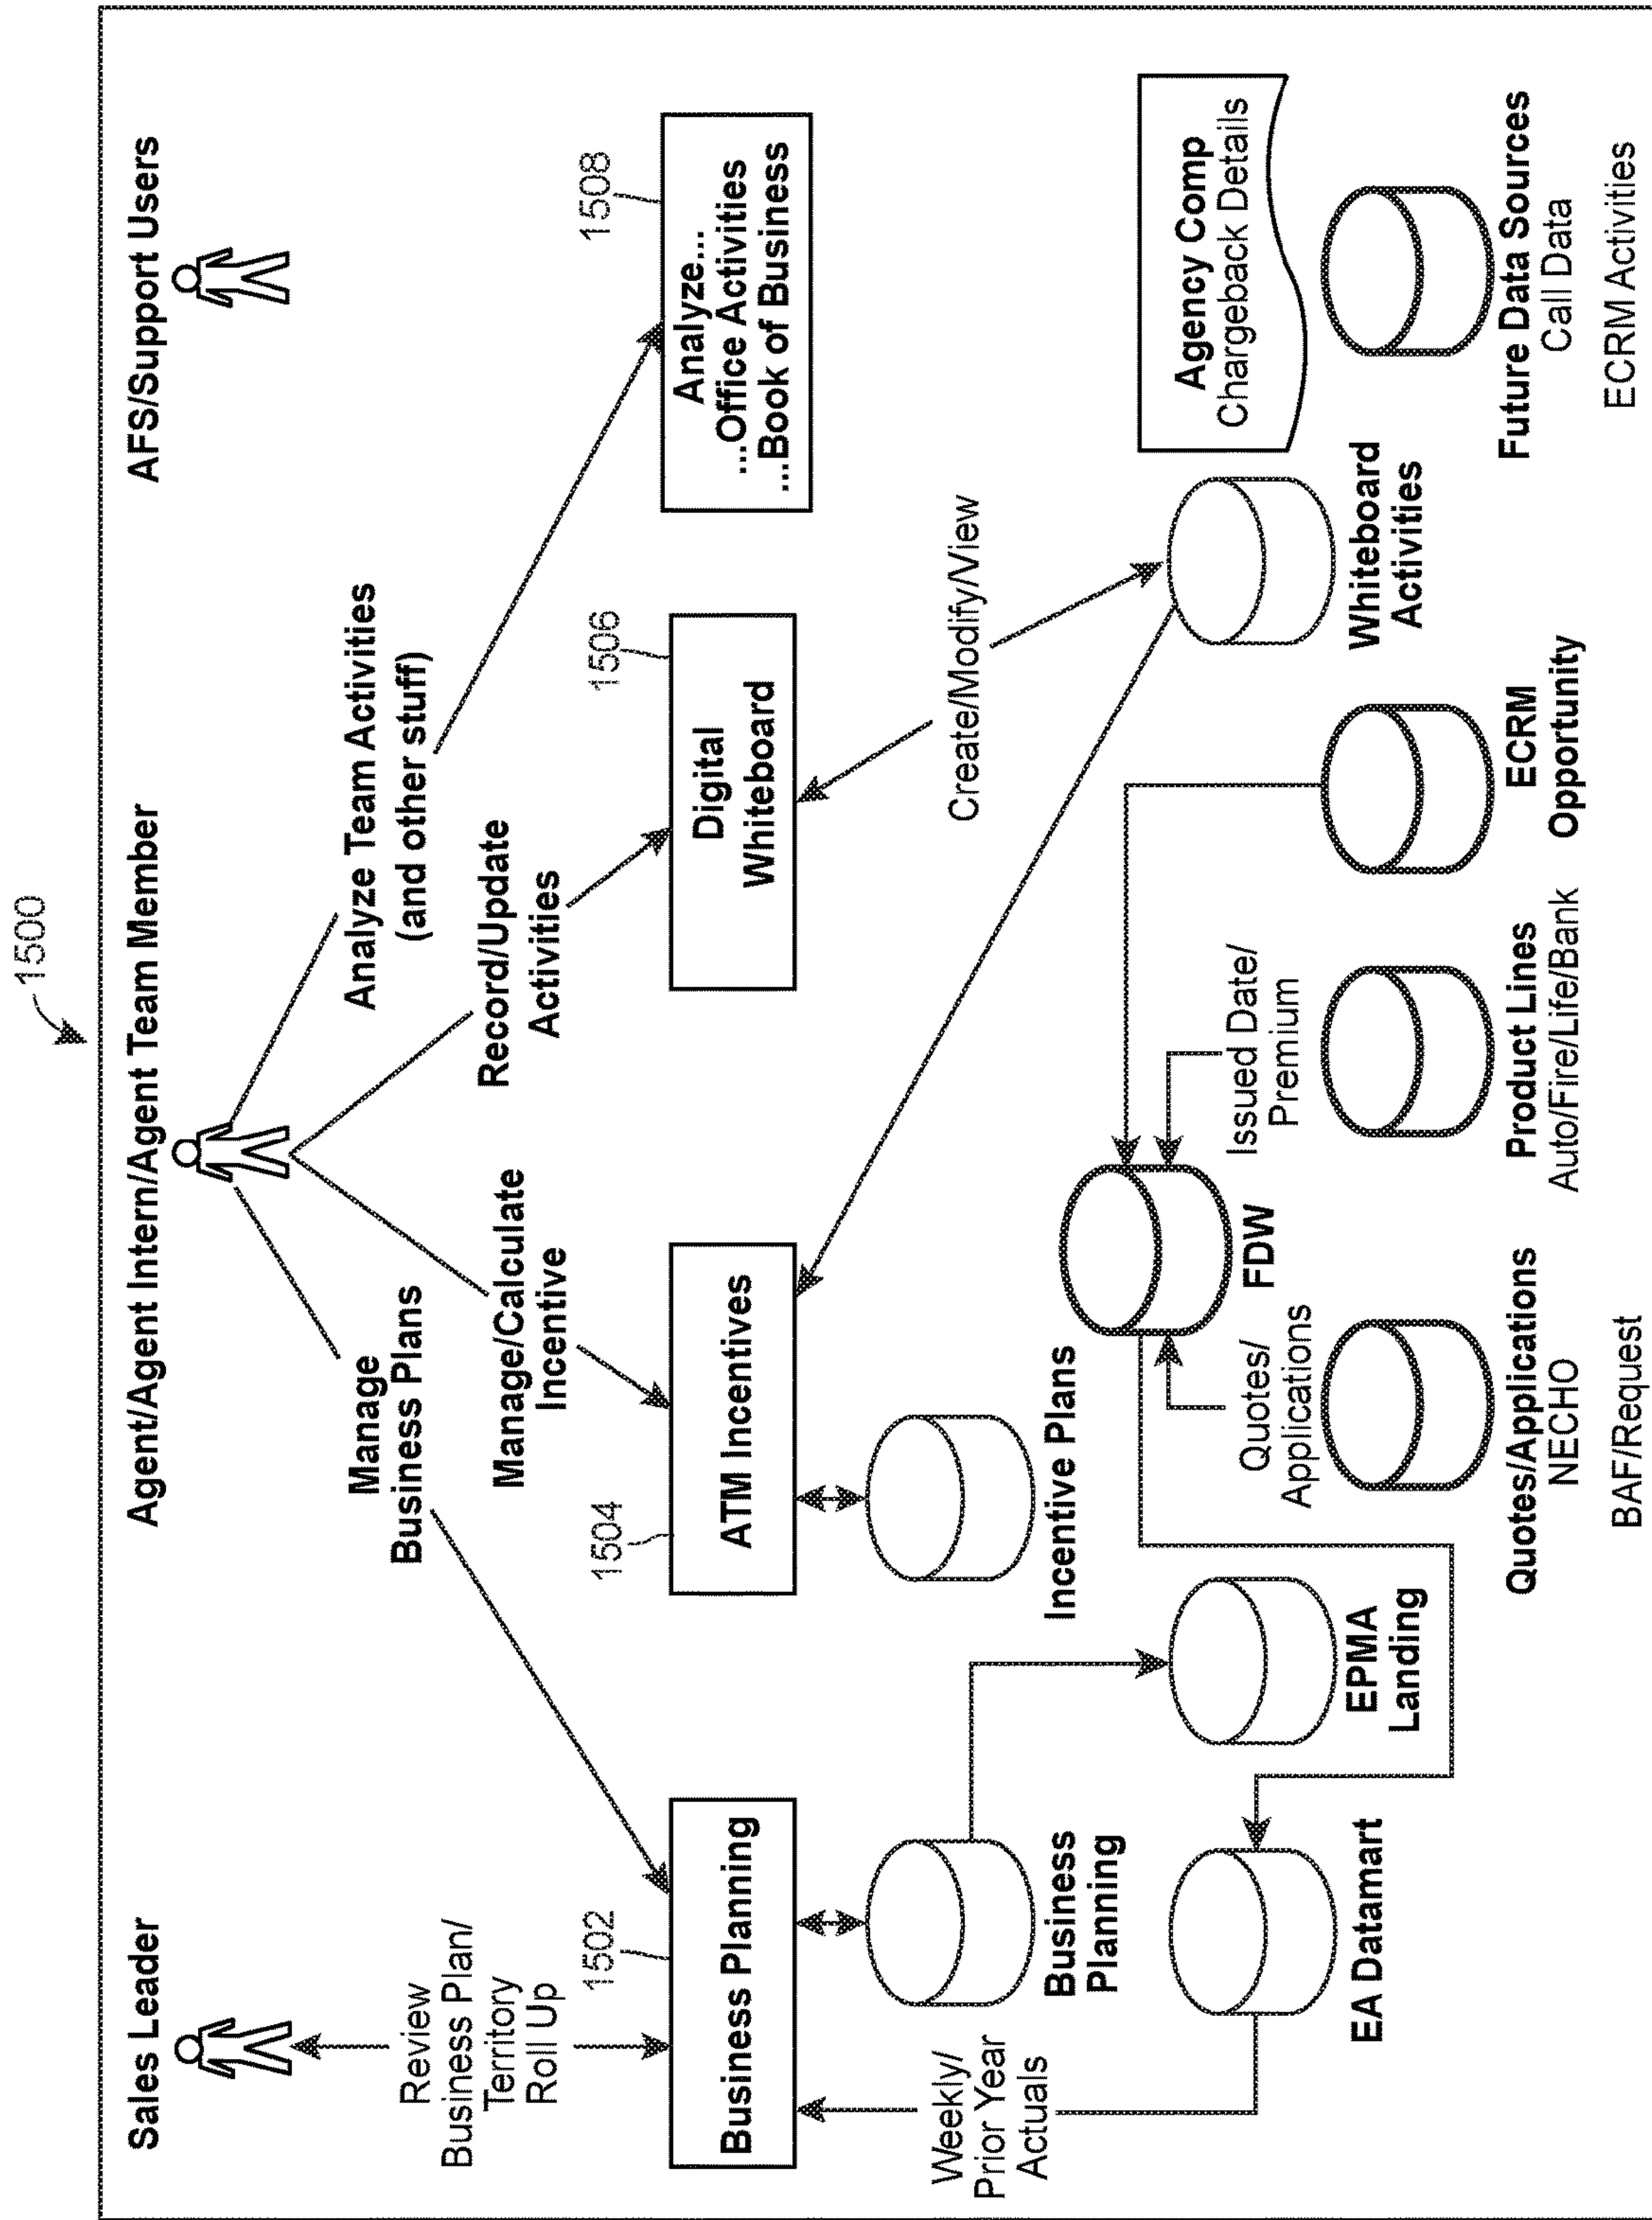 1500
Sales Leader
Agent/Agent Intern/Agent Team Member
AFS/Support Users
Review
Business Plan/
Territory
Roll Up
Manage
Business Plans
Manage/Calculate
Incentive
Record/Update
Activities
Analyze Team Activities
(and other stuff)
1502
Business Planning
1504
ATM Incentives
1506
Digital
Whiteboard
1508
Analyze...
...Office Activities
...Book of Business
Weekly/
Prior Year
Actuals
Business
Planning
Incentive Plans
Create/Modify/View
EA Datamart
EPMA
Landing
FDW
Quotes/
Applications
Issued Date/
Premium
Whiteboard
Activities
Agency Comp
Chargeback Details
Quotes/Applications
NECHO
BAF/Request
Product Lines
Auto/Fire/Life/Bank
ECRM
Opportunity
Future Data Sources
Call Data
ECRM Activities